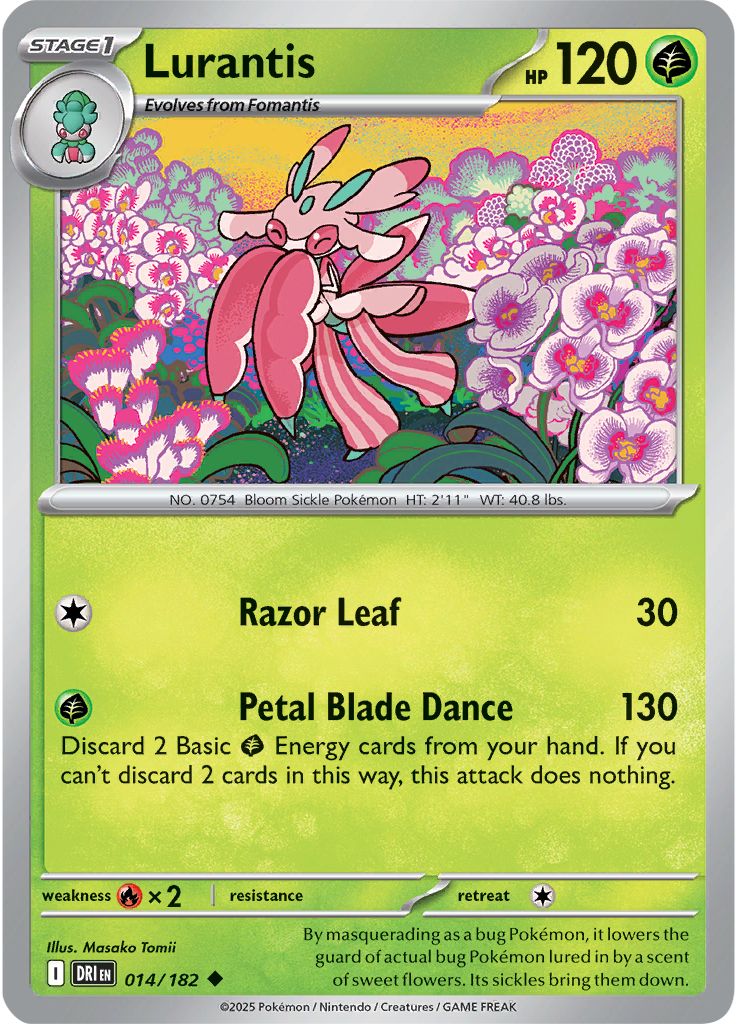 STAGE 1
Lurantis
HP 120
Evolves from Fomantis
NO. 0754 Bloom Sickle Pokémon HT: 2'11" WT: 40.8 lbs.
Razor Leaf 30
Petal Blade Dance 130
Discard 2 Basic Energy cards from your hand. If you
can't discard 2 cards in this way, this attack does nothing.
weakness ×2 resistance retreat
Illus. Masako Tomii
I DRI EN 014/182
By masquerading as a bug Pokémon, it lowers the
guard of actual bug Pokémon lured in by a scent
of sweet flowers. Its sickles bring them down.
©2025 Pokémon / Nintendo / Creatures / GAME FREAK